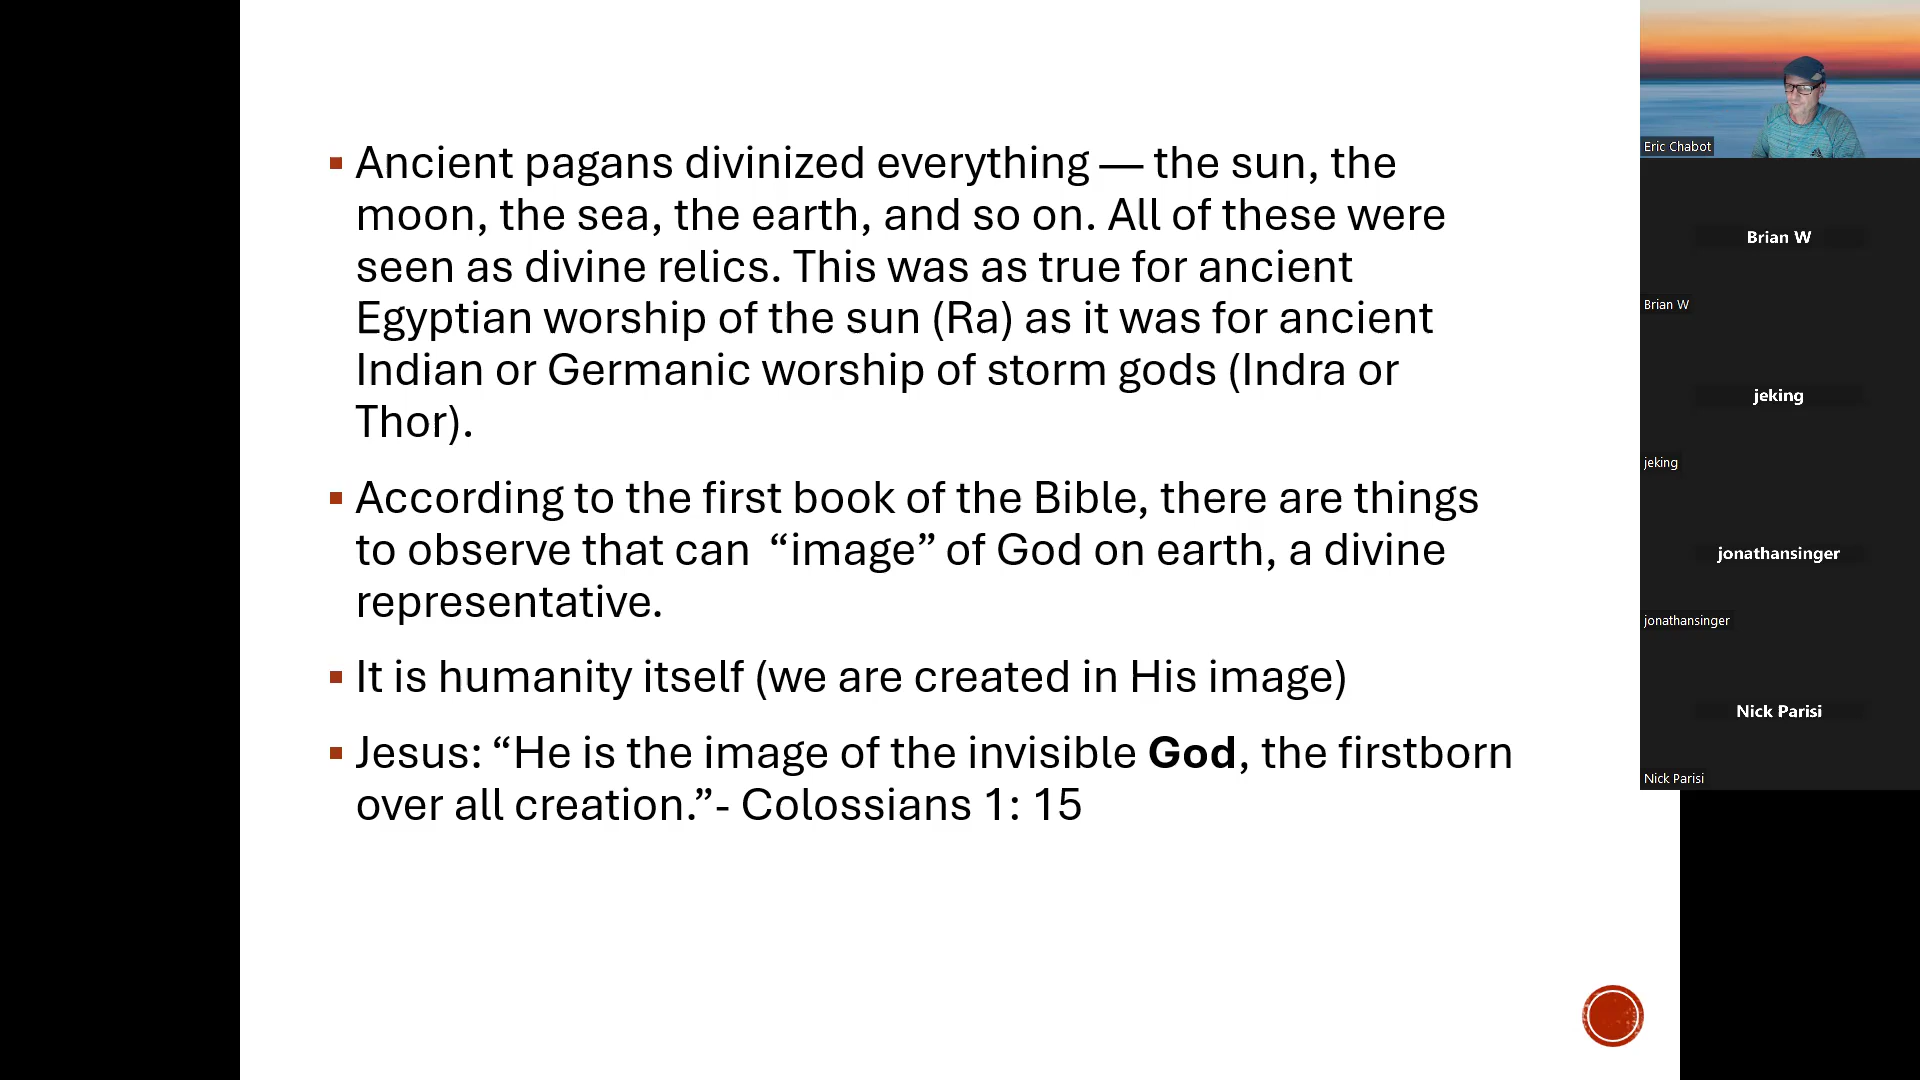 Ancient pagans divinized everything — the sun, the
moon, the sea, the earth, and so on. All of these were
seen as divine relics. This was as true for ancient
Egyptian worship of the sun (Ra) as it was for ancient
Indian or Germanic worship of storm gods (Indra or
Thor).
According to the first book of the Bible, there are things
to observe that can “image” of God on earth, a divine
representative.
It is humanity itself (we are created in His image)
Jesus: “He is the image of the invisible God, the firstborn
over all creation.”- Colossians 1: 15
Eric Chabot
Brian W
Brian W
jeking
jeking
jonathansinger
jonathansinger
Nick Parisi
Nick Parisi